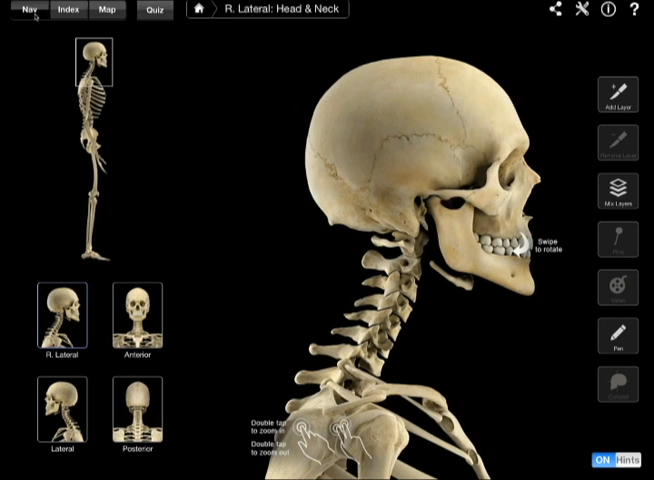 Nav Index Map Quiz R. Lateral: Head & Neck ?
Add Layer
Remove Layer
Mix Layers
Swipe
to rotate
Pins
Pen
R. Lateral Anterior
Double tap
to zoom in
Double tap
to zoom out
Lateral Posterior
ON Hints